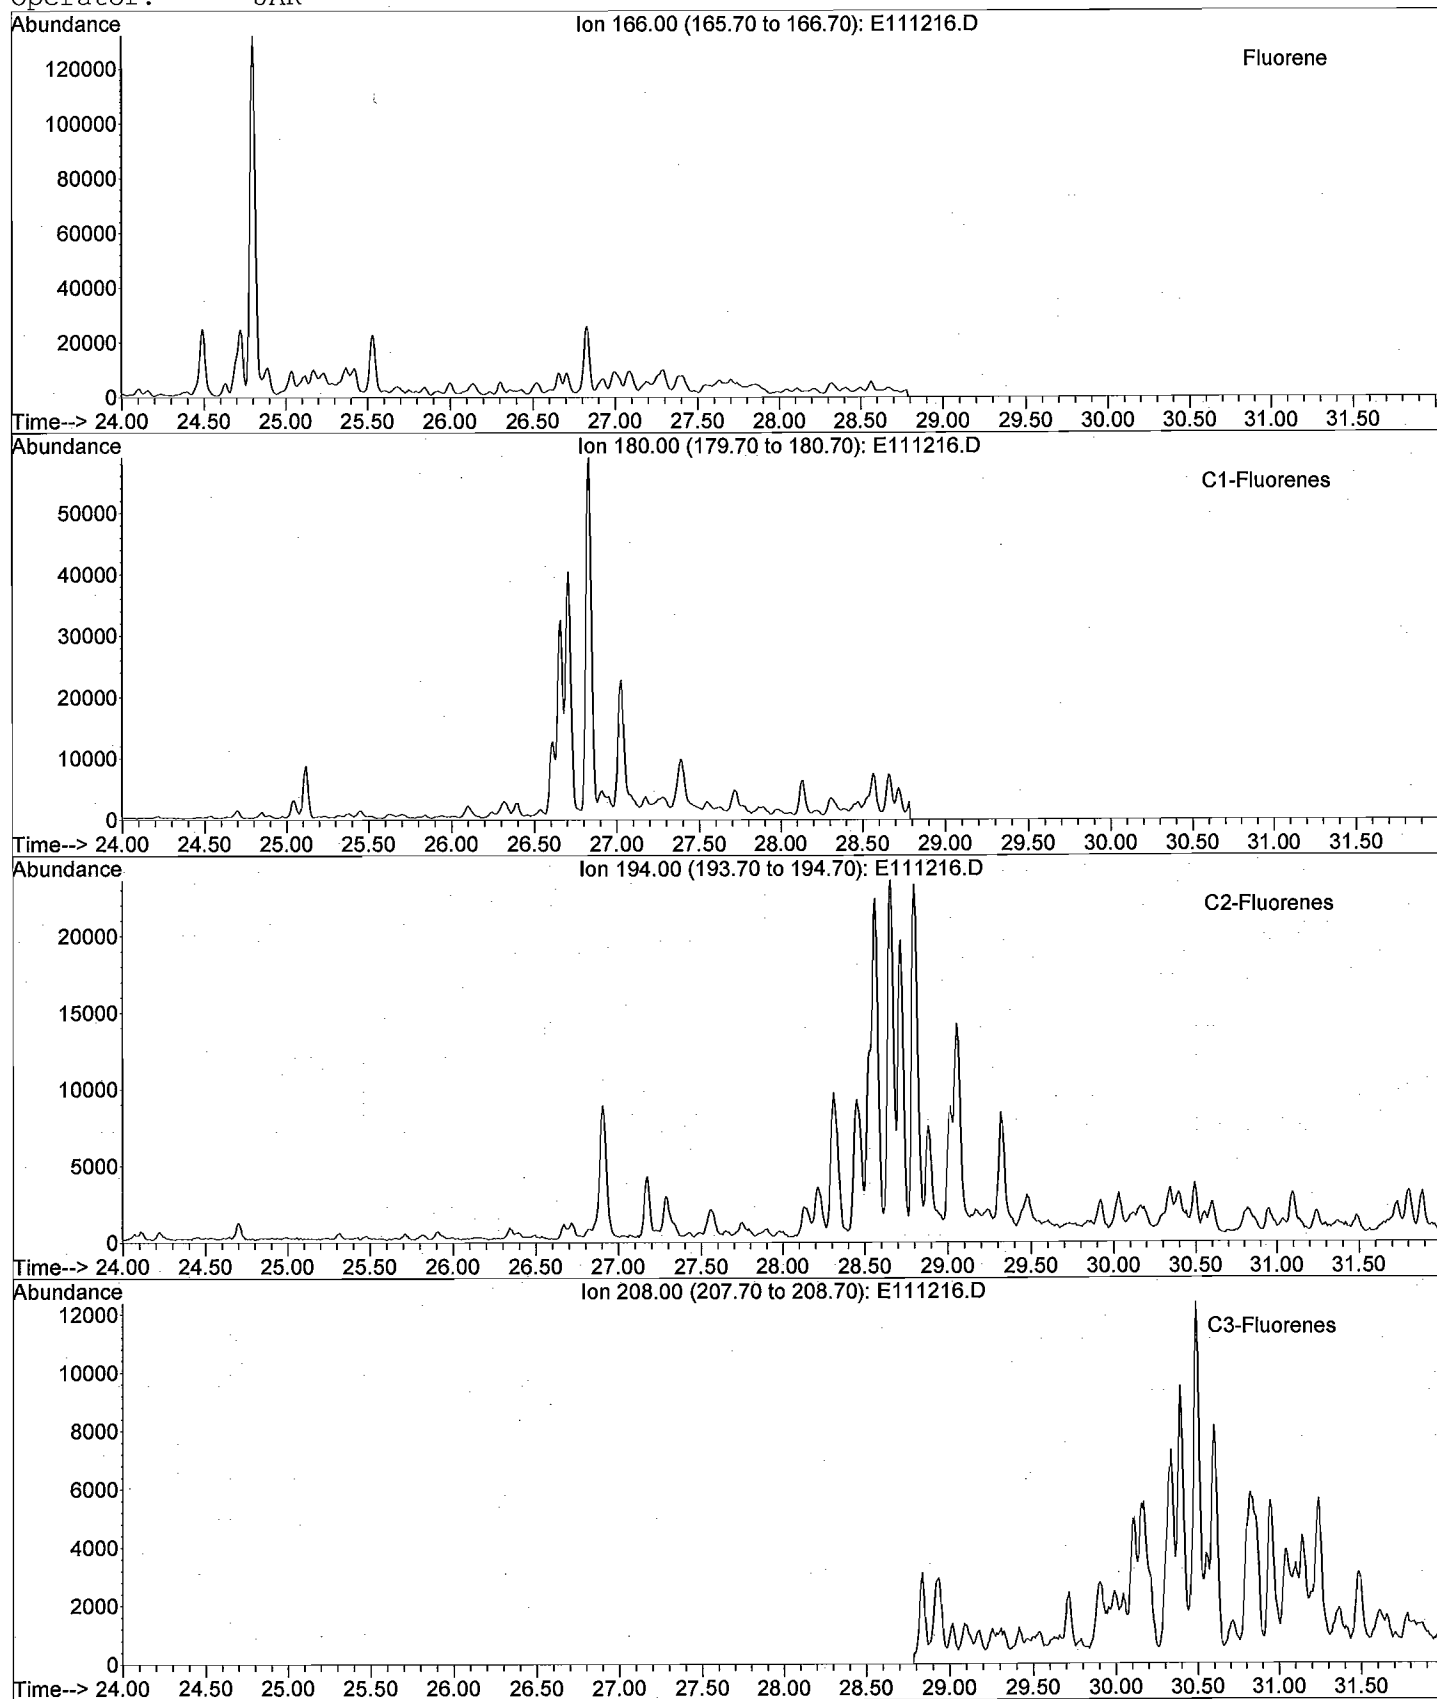 Operator: JAR
Abundance
Ion 166.00 (165.70 to 166.70): E111216.D
Fluorene
120000
100000
80000
60000
40000
20000
0
Time--> 24.00 24.50 25.00 25.50 26.00 26.50 27.00 27.50 28.00 28.50 29.00 29.50 30.00 30.50 31.00 31.50
Abundance
Ion 180.00 (179.70 to 180.70): E111216.D
C1-Fluorenes
50000
40000
30000
20000
10000
0
Time--> 24.00 24.50 25.00 25.50 26.00 26.50 27.00 27.50 28.00 28.50 29.00 29.50 30.00 30.50 31.00 31.50
Abundance
Ion 194.00 (193.70 to 194.70): E111216.D
C2-Fluorenes
20000
15000
10000
5000
0
Time--> 24.00 24.50 25.00 25.50 26.00 26.50 27.00 27.50 28.00 28.50 29.00 29.50 30.00 30.50 31.00 31.50
Abundance
Ion 208.00 (207.70 to 208.70): E111216.D
C3-Fluorenes
12000
10000
8000
6000
4000
2000
0
Time--> 24.00 24.50 25.00 25.50 26.00 26.50 27.00 27.50 28.00 28.50 29.00 29.50 30.00 30.50 31.00 31.50